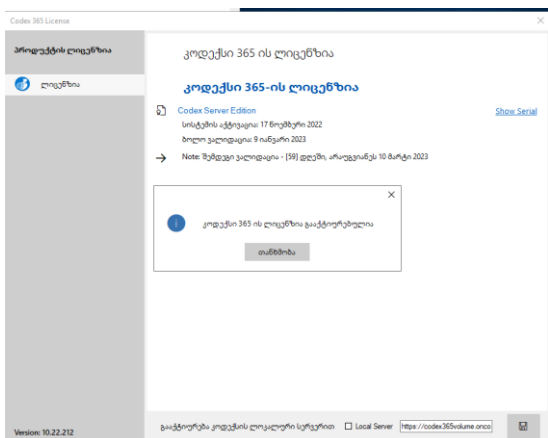 Codex 365 License
პროდუქტის ლიცენზია
ლიცენზია
კოდექსი 365 ის ლიცენზია
კოდექსი 365-ის ლიცენზია
Codex Server Edition
Show Serial
სისტემის აქტივაცია: 17 ნოემბერი 2022
ბოლო ვალიდაცია: 9 იანვარი 2023
Note: შემდეგი ვალიდაცია - [59] დღეში, არაუგვიანეს 10 მარტი 2023
კოდექსი 365 ის ლიცენზია გააქტიურებულია
თანხმობა
გააქტიურება კოდექსის ლოკალური სერვერით
Local Server
https://codex365volume.onco
Version: 10.22.212